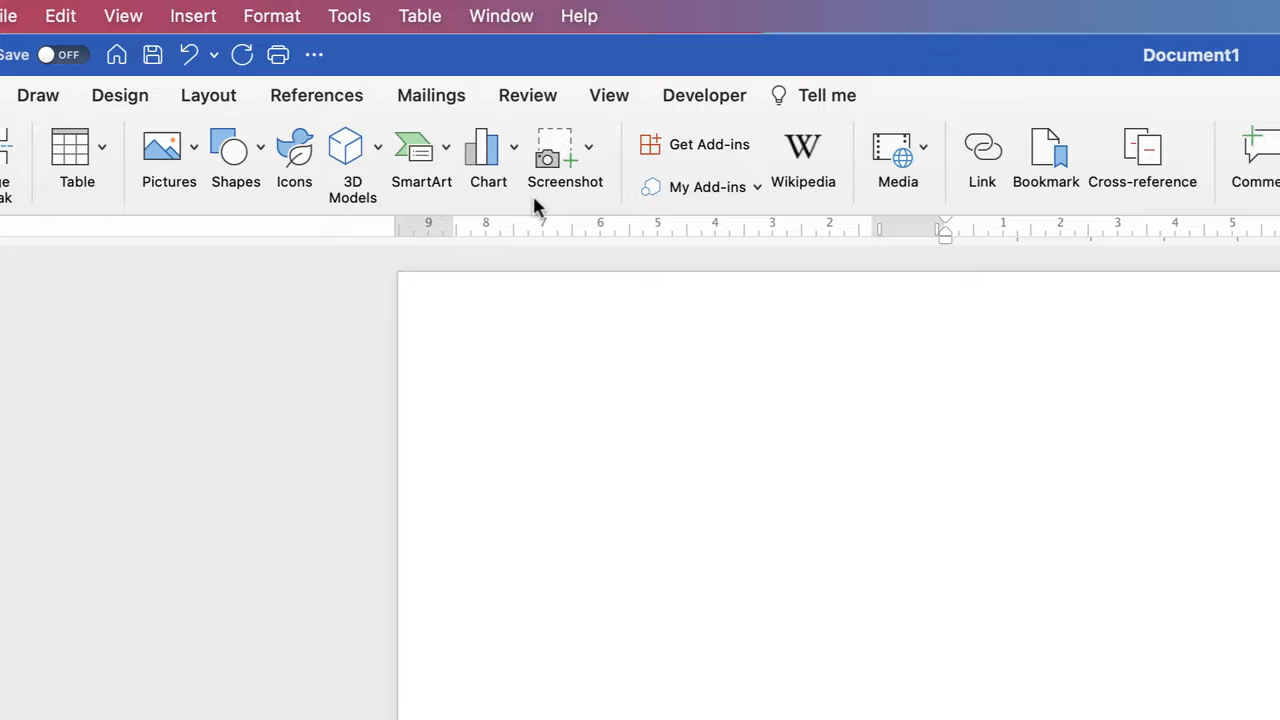 ile Edit View Insert Format Tools Table Window Help
Save OFF Document1
Draw Design Layout References Mailings Review View Developer Tell me
ge
ak
Table Pictures Shapes Icons 3D
Models SmartArt Chart Screenshot
Get Add-ins
My Add-ins
W
Wikipedia Media Link Bookmark Cross-reference Comme
9 8 7 6 5 4 3 2 1 2 3 4 5